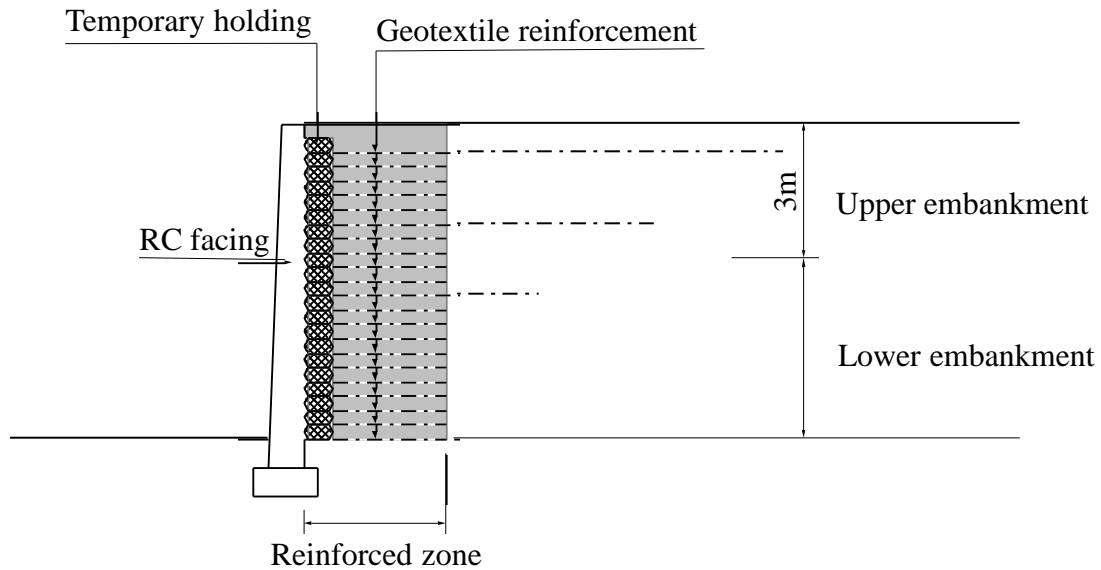 Temporary holding
Geotextile reinforcement
3m
Upper embankment
RC facing
Lower embankment
Reinforced zone